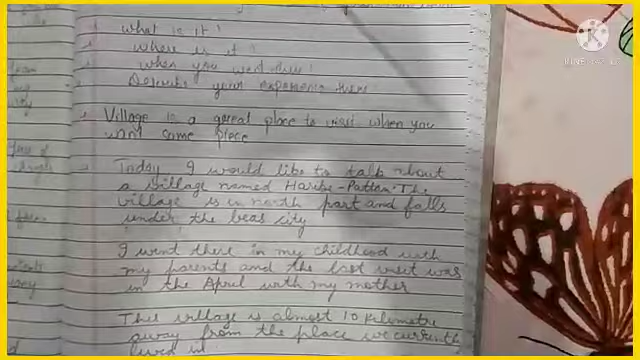 What is it ?
Where is it ?
When you went there ?
Describe your experience there
Village is a great place to visit when you
want some piece
Today I would like to talk about
a village named Harike-Pattan. The
village is in north part and falls
under the beas city
I went there in my childhood with
my parents and the last visit was
in the April with my mother
This village is almost 10 kilometre
away from the place we currently
lived in
KINEMASTER